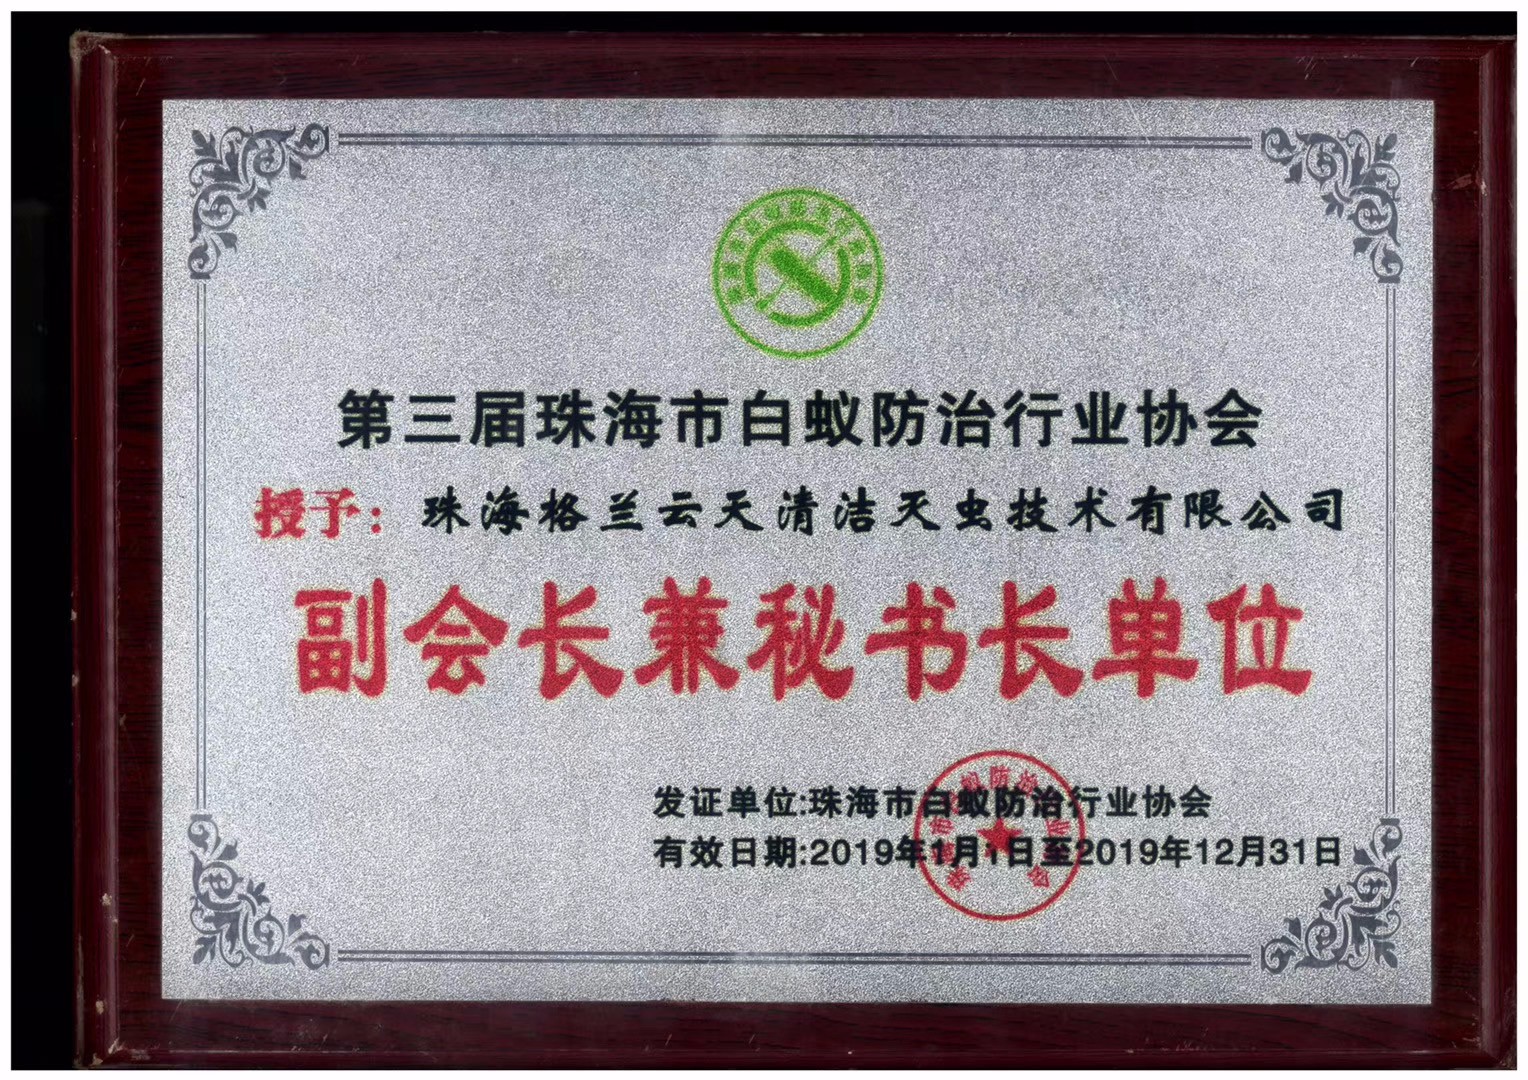 第三届珠海市白蚁防治行业协会
授予：珠海格兰云天清洁灭虫技术有限公司
副会长兼秘书长单位
发证单位:珠海市白蚁防治行业协会
有效日期:2019年1月1日至2019年12月31日